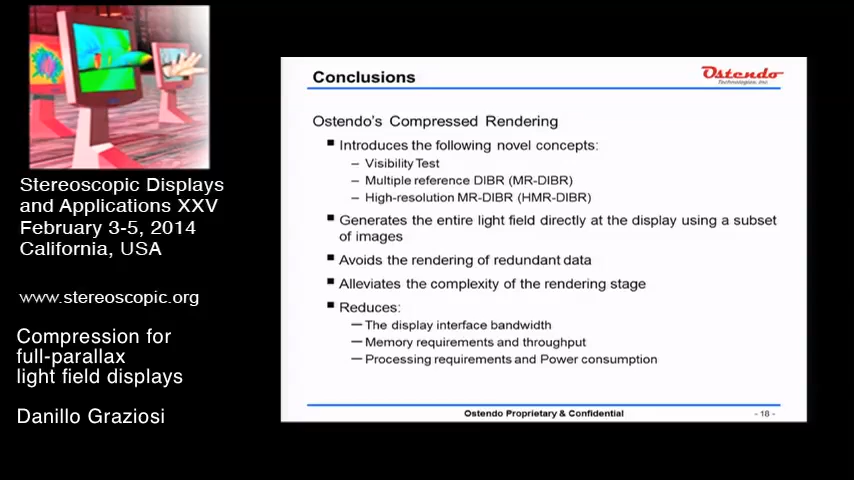 Stereoscopic Displays
and Applications XXV
February 3-5, 2014
California, USA
www.stereoscopic.org
Compression for
full-parallax
light field displays
Danillo Graziosi
Conclusions
Ostendo
Technologies, Inc
Ostendo's Compressed Rendering
▪ Introduces the following novel concepts:
– Visibility Test
– Multiple reference DIBR (MR-DIBR)
– High-resolution MR-DIBR (HMR-DIBR)
▪ Generates the entire light field directly at the display using a subset
of images
▪ Avoids the rendering of redundant data
▪ Alleviates the complexity of the rendering stage
▪ Reduces:
— The display interface bandwidth
— Memory requirements and throughput
— Processing requirements and Power consumption
Ostendo Proprietary & Confidential
- 18 -